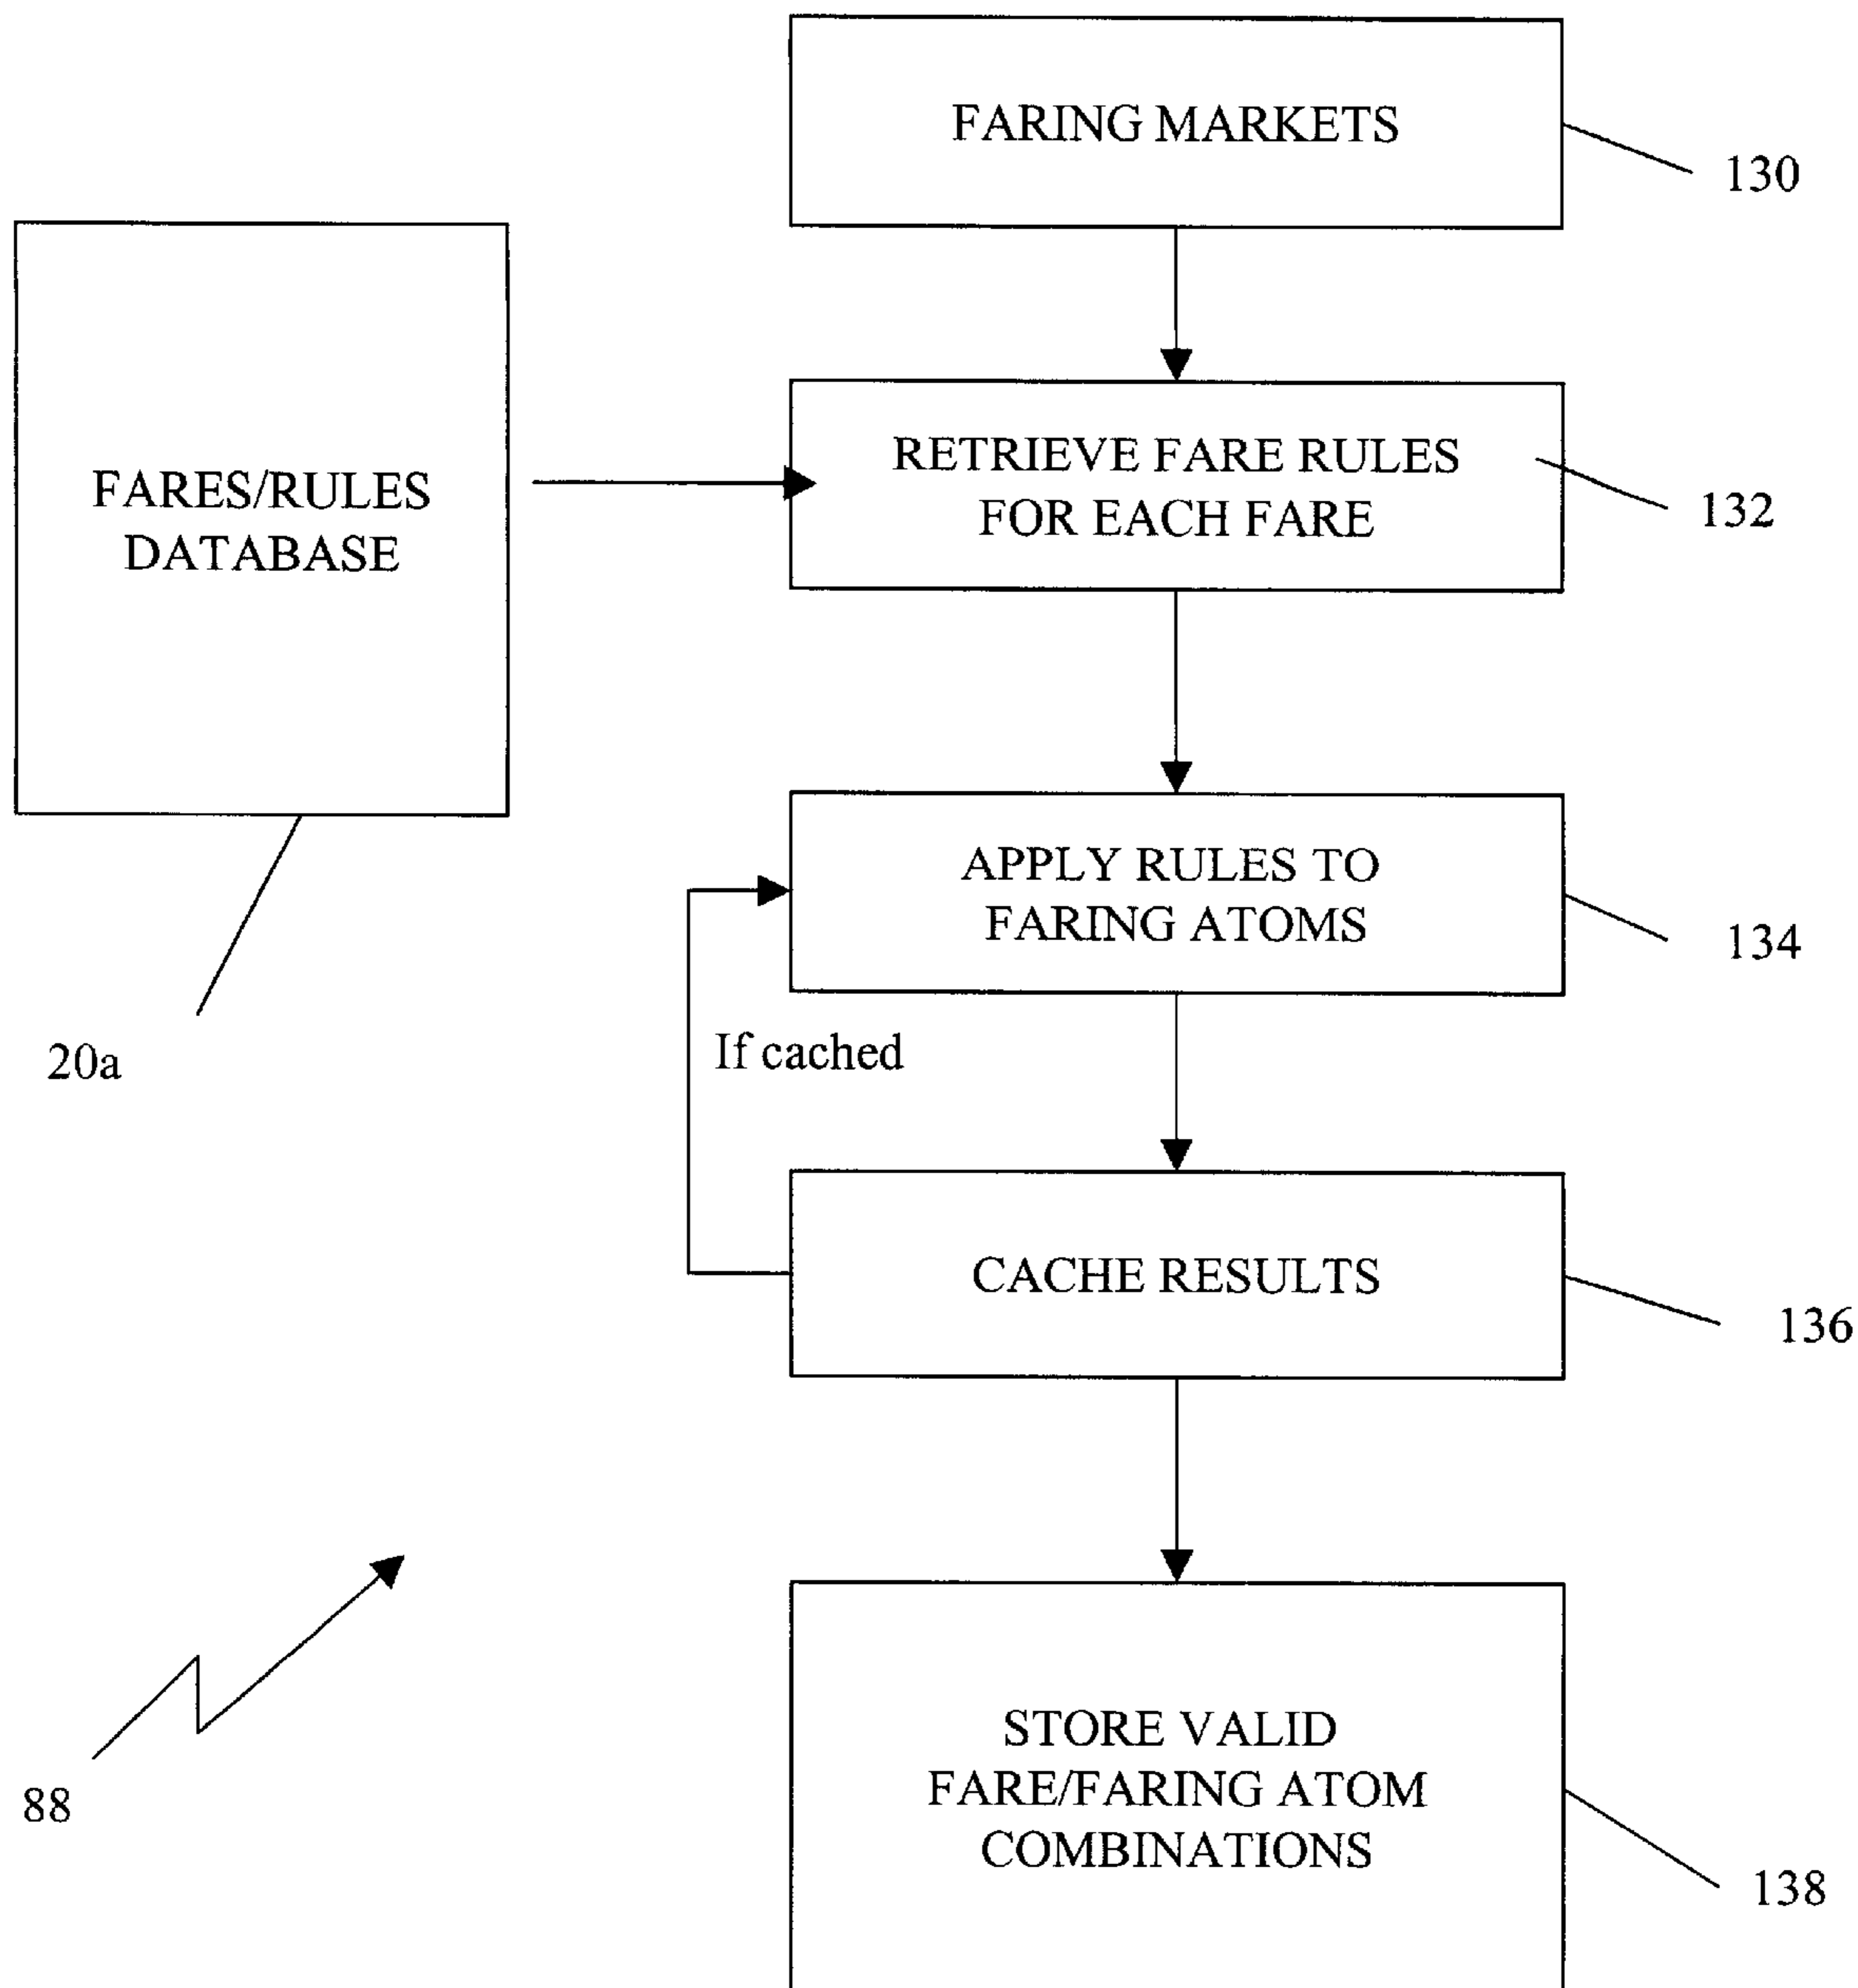 FARING MARKETS
130
RETRIEVE FARE RULES
FOR EACH FARE
132
FARES/RULES
DATABASE
20a
APPLY RULES TO
FARING ATOMS
134
If cached
CACHE RESULTS
136
STORE VALID
FARE/FARING ATOM
COMBINATIONS
138
88